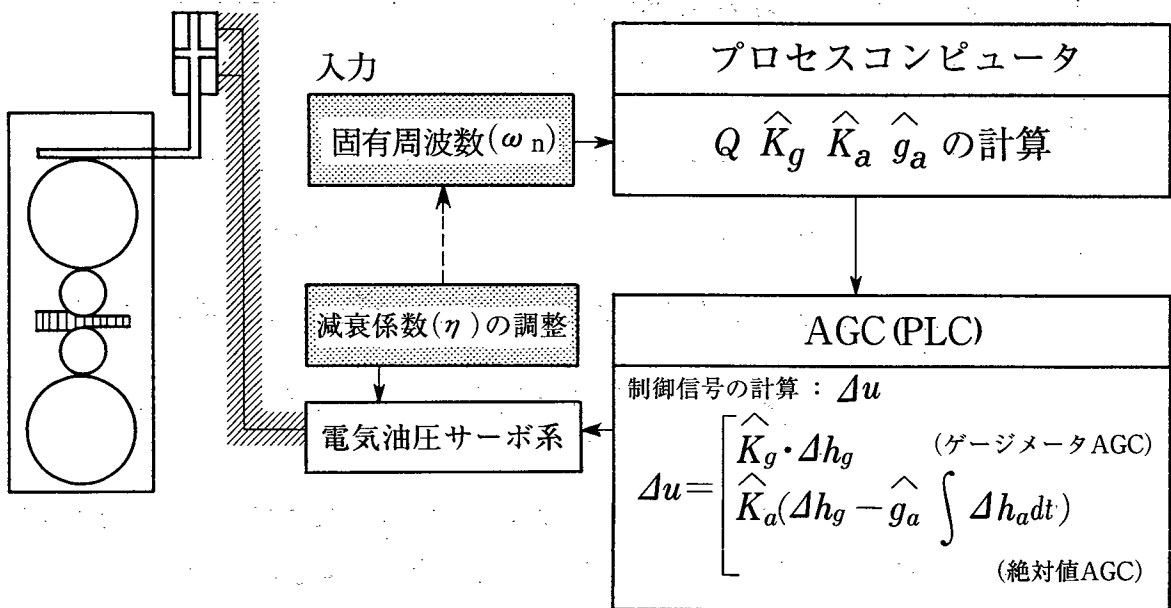 入力
固有周波数(ωn)
減衰係数(η)の調整
電気油圧サーボ系
プロセスコンピュータ
Q K̂g K̂a ĝa の計算
AGC(PLC)
制御信号の計算 : Δu
Δu=
K̂g・Δhg (ゲージメータAGC)
K̂a(Δhg − ĝa ∫ Δha dt)
(絶対値AGC)